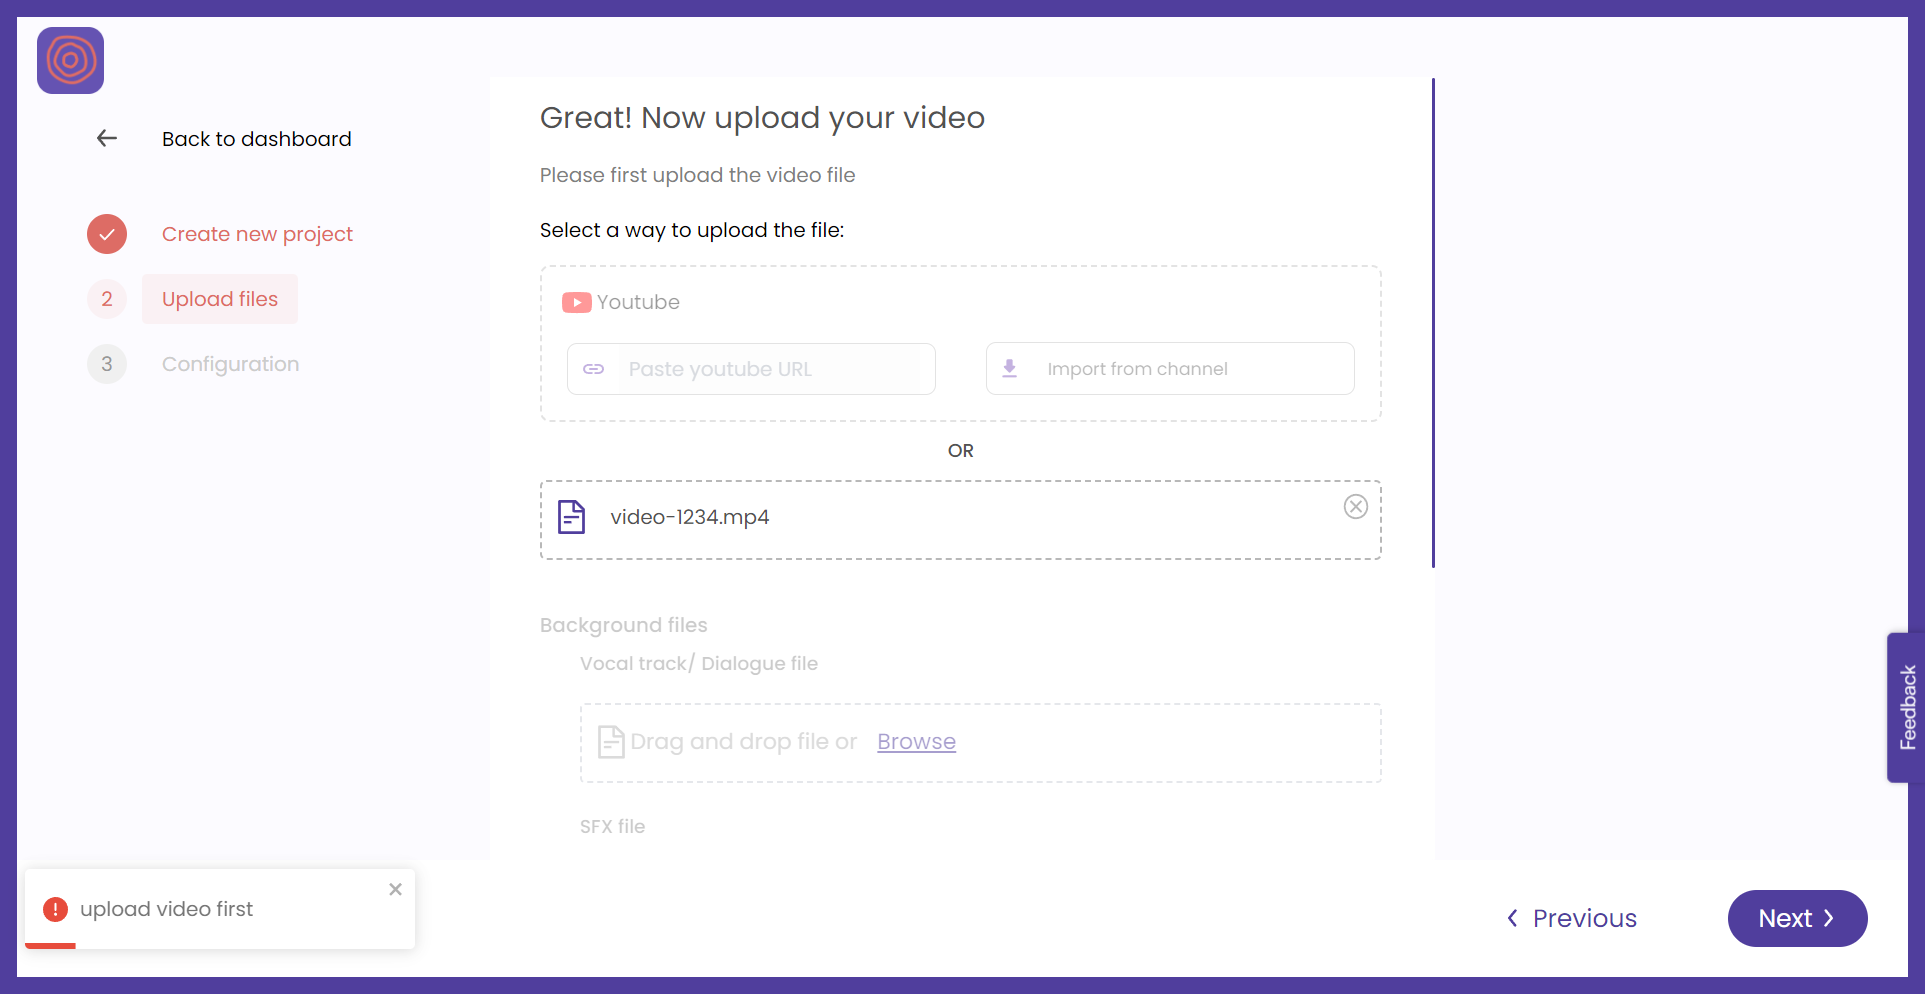 Back to dashboard
Create new project
2 Upload files
3 Configuration
Great! Now upload your video
Please first upload the video file
Select a way to upload the file:
Youtube
Paste youtube URL
Import from channel
OR
video-1234.mp4
Background files
Vocal track/ Dialogue file
Drag and drop file or Browse
SFX file
Feedback
upload video first
Previous
Next